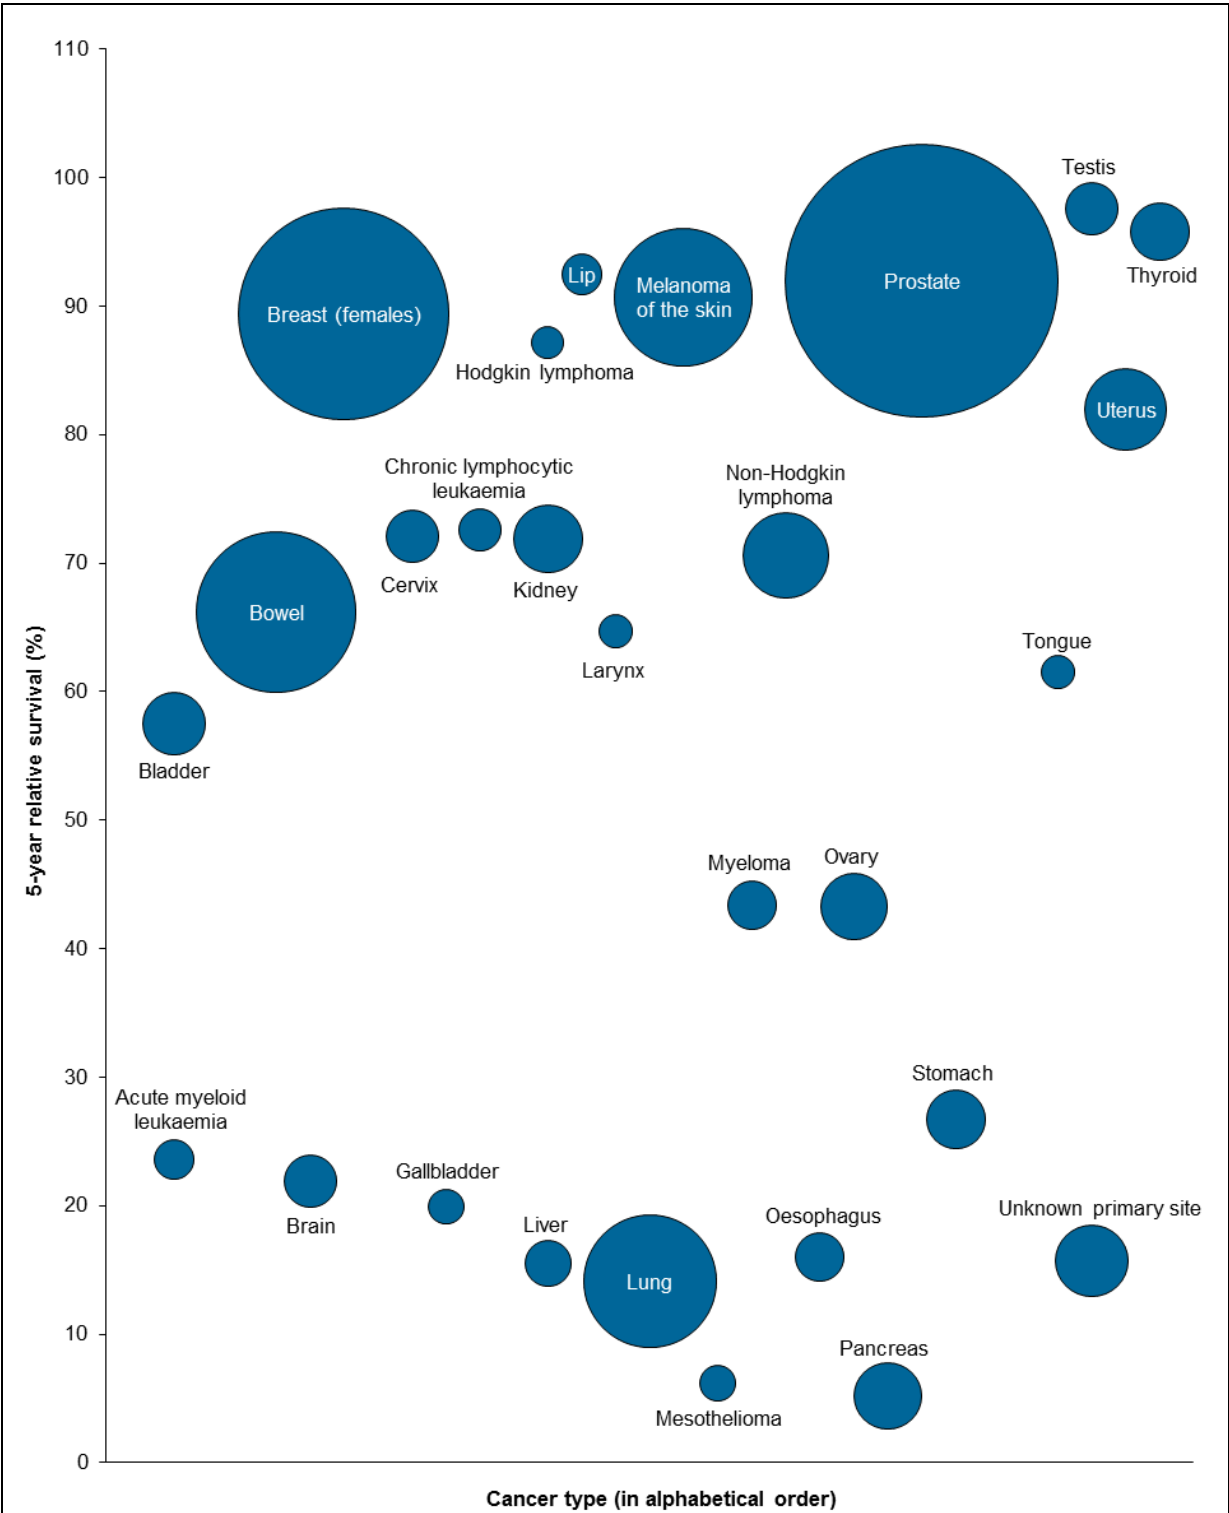 110
100
90
80
70
60
50
40
30
20
10
0
5-year relative survival (%)
Testis
Thyroid
Prostate
Lip
Melanoma
of the skin
Breast (females)
Hodgkin lymphoma
Uterus
Chronic lymphocytic
leukaemia
Non-Hodgkin
lymphoma
Cervix
Kidney
Bowel
Larynx
Tongue
Bladder
Myeloma
Ovary
Stomach
Acute myeloid
leukaemia
Gallbladder
Brain
Liver
Oesophagus
Unknown primary site
Lung
Pancreas
Mesothelioma
Cancer type (in alphabetical order)